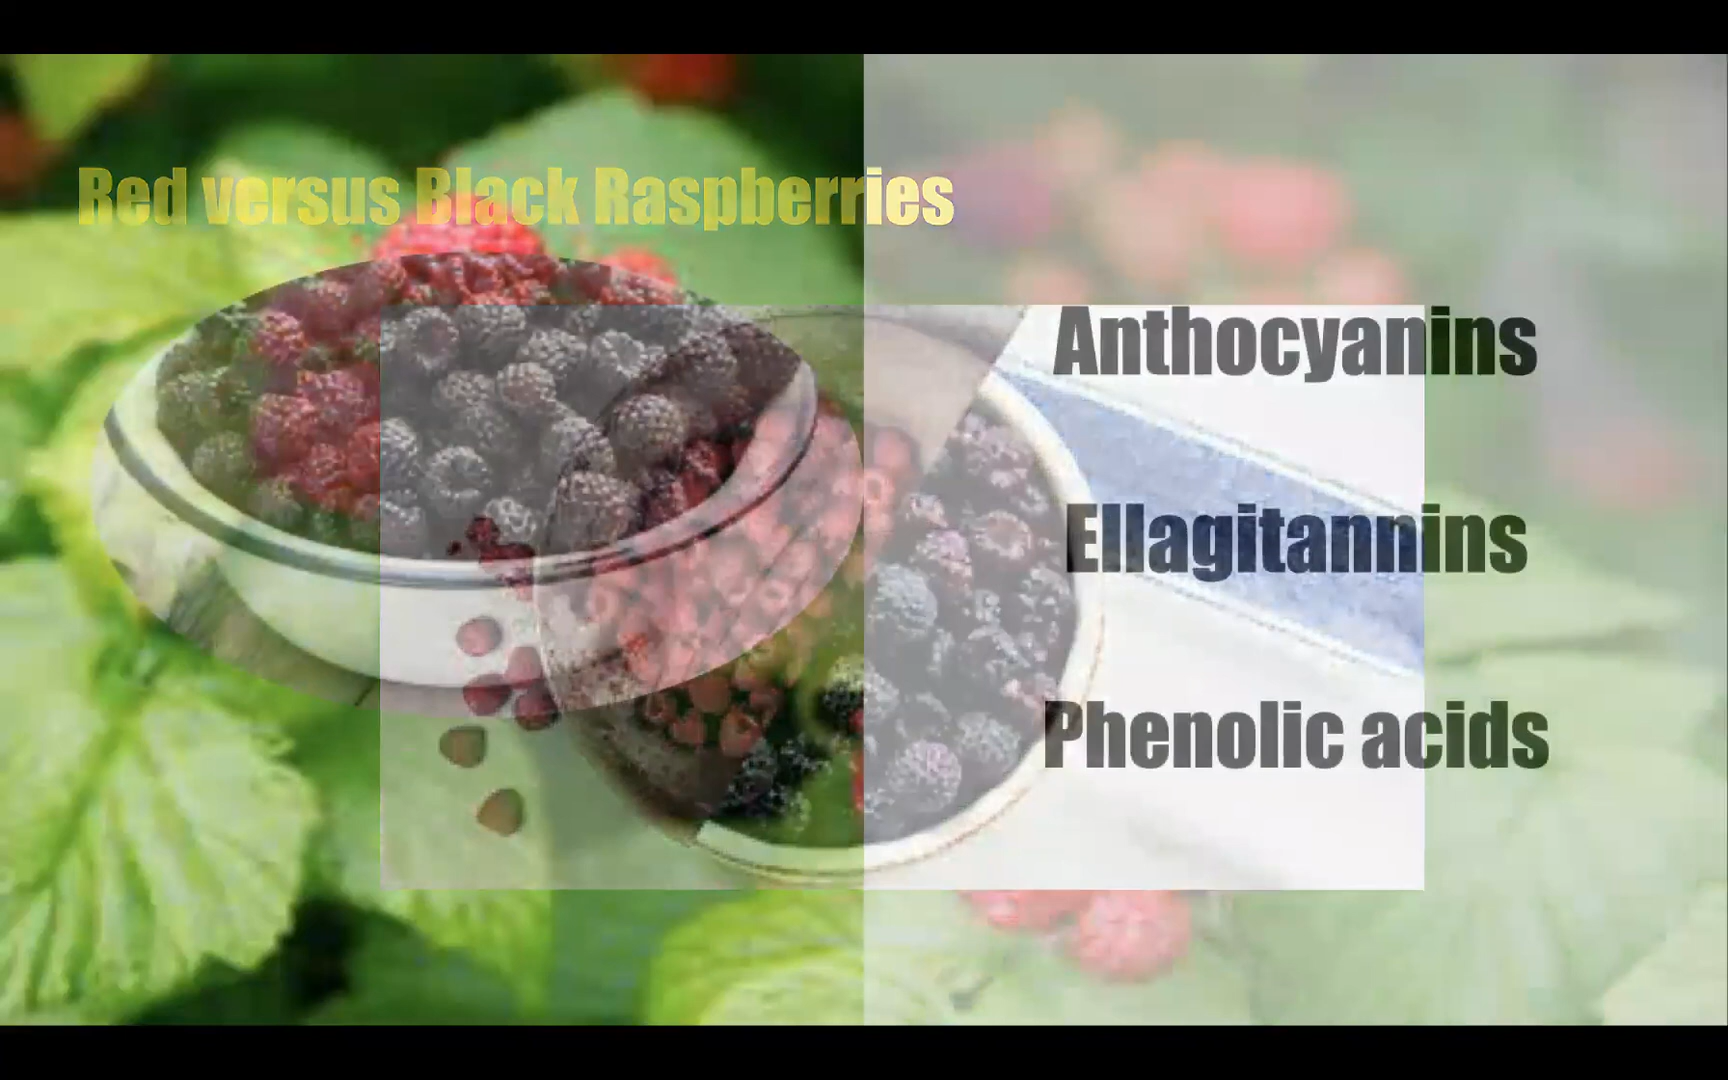 Red versus Black Raspberries
Anthocyanins
Ellagitannins
Phenolic acids